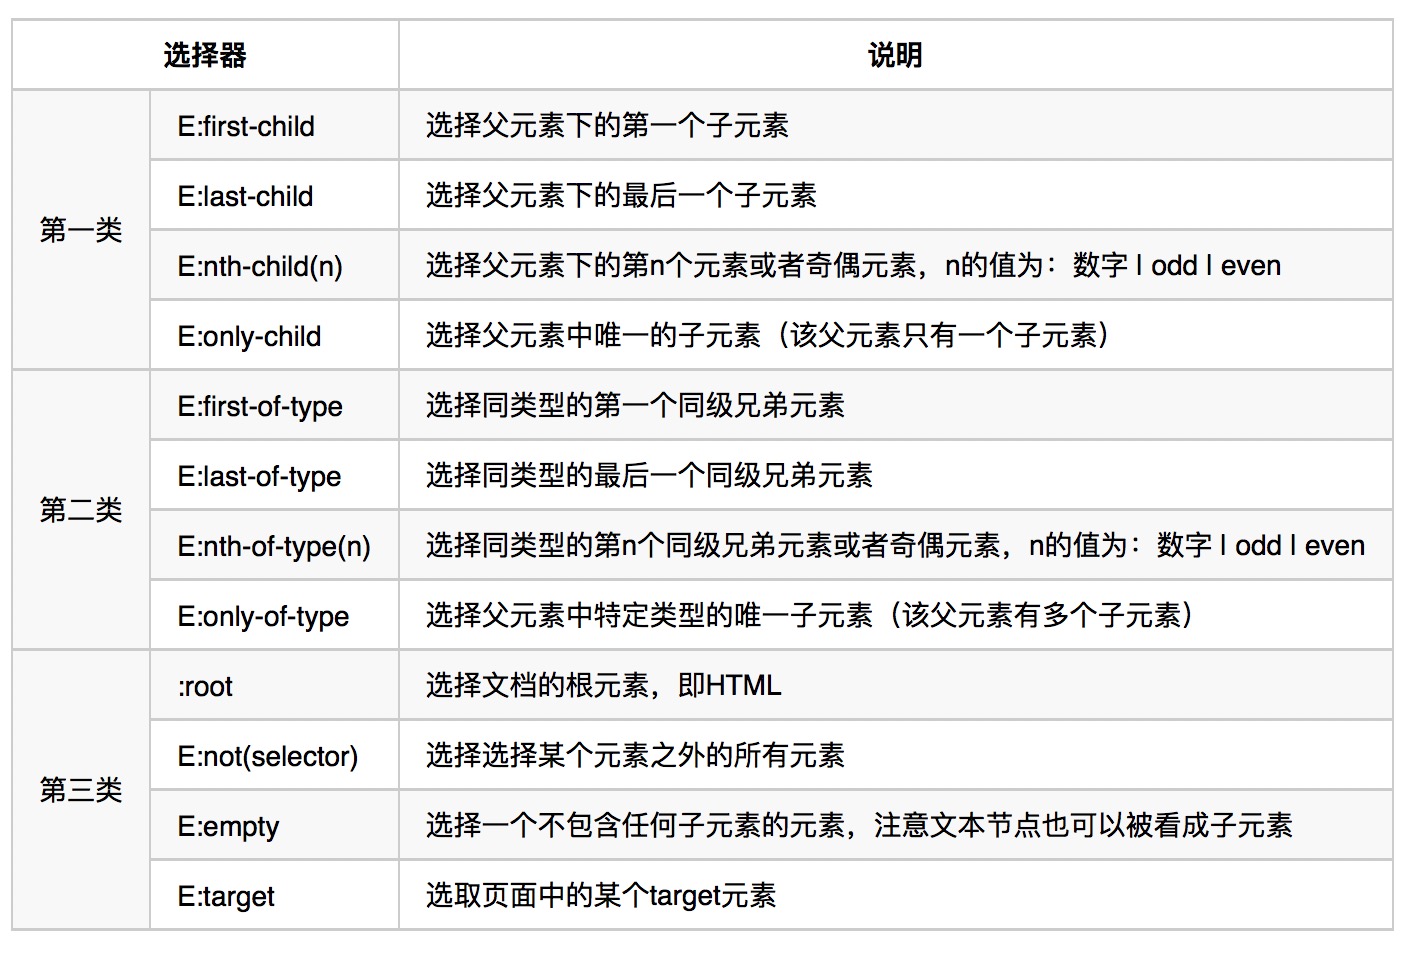 选择器 说明
第一类
E:first-child 选择父元素下的第一个子元素
E:last-child 选择父元素下的最后一个子元素
E:nth-child(n) 选择父元素下的第n个元素或者奇偶元素，n的值为：数字 | odd | even
E:only-child 选择父元素中唯一的子元素（该父元素只有一个子元素）
第二类
E:first-of-type 选择同类型的第一个同级兄弟元素
E:last-of-type 选择同类型的最后一个同级兄弟元素
E:nth-of-type(n) 选择同类型的第n个同级兄弟元素或者奇偶元素，n的值为：数字 | odd | even
E:only-of-type 选择父元素中特定类型的唯一子元素（该父元素有多个子元素）
第三类
:root 选择文档的根元素，即HTML
E:not(selector) 选择选择某个元素之外的所有元素
E:empty 选择一个不包含任何子元素的元素，注意文本节点也可以被看成子元素
E:target 选取页面中的某个target元素